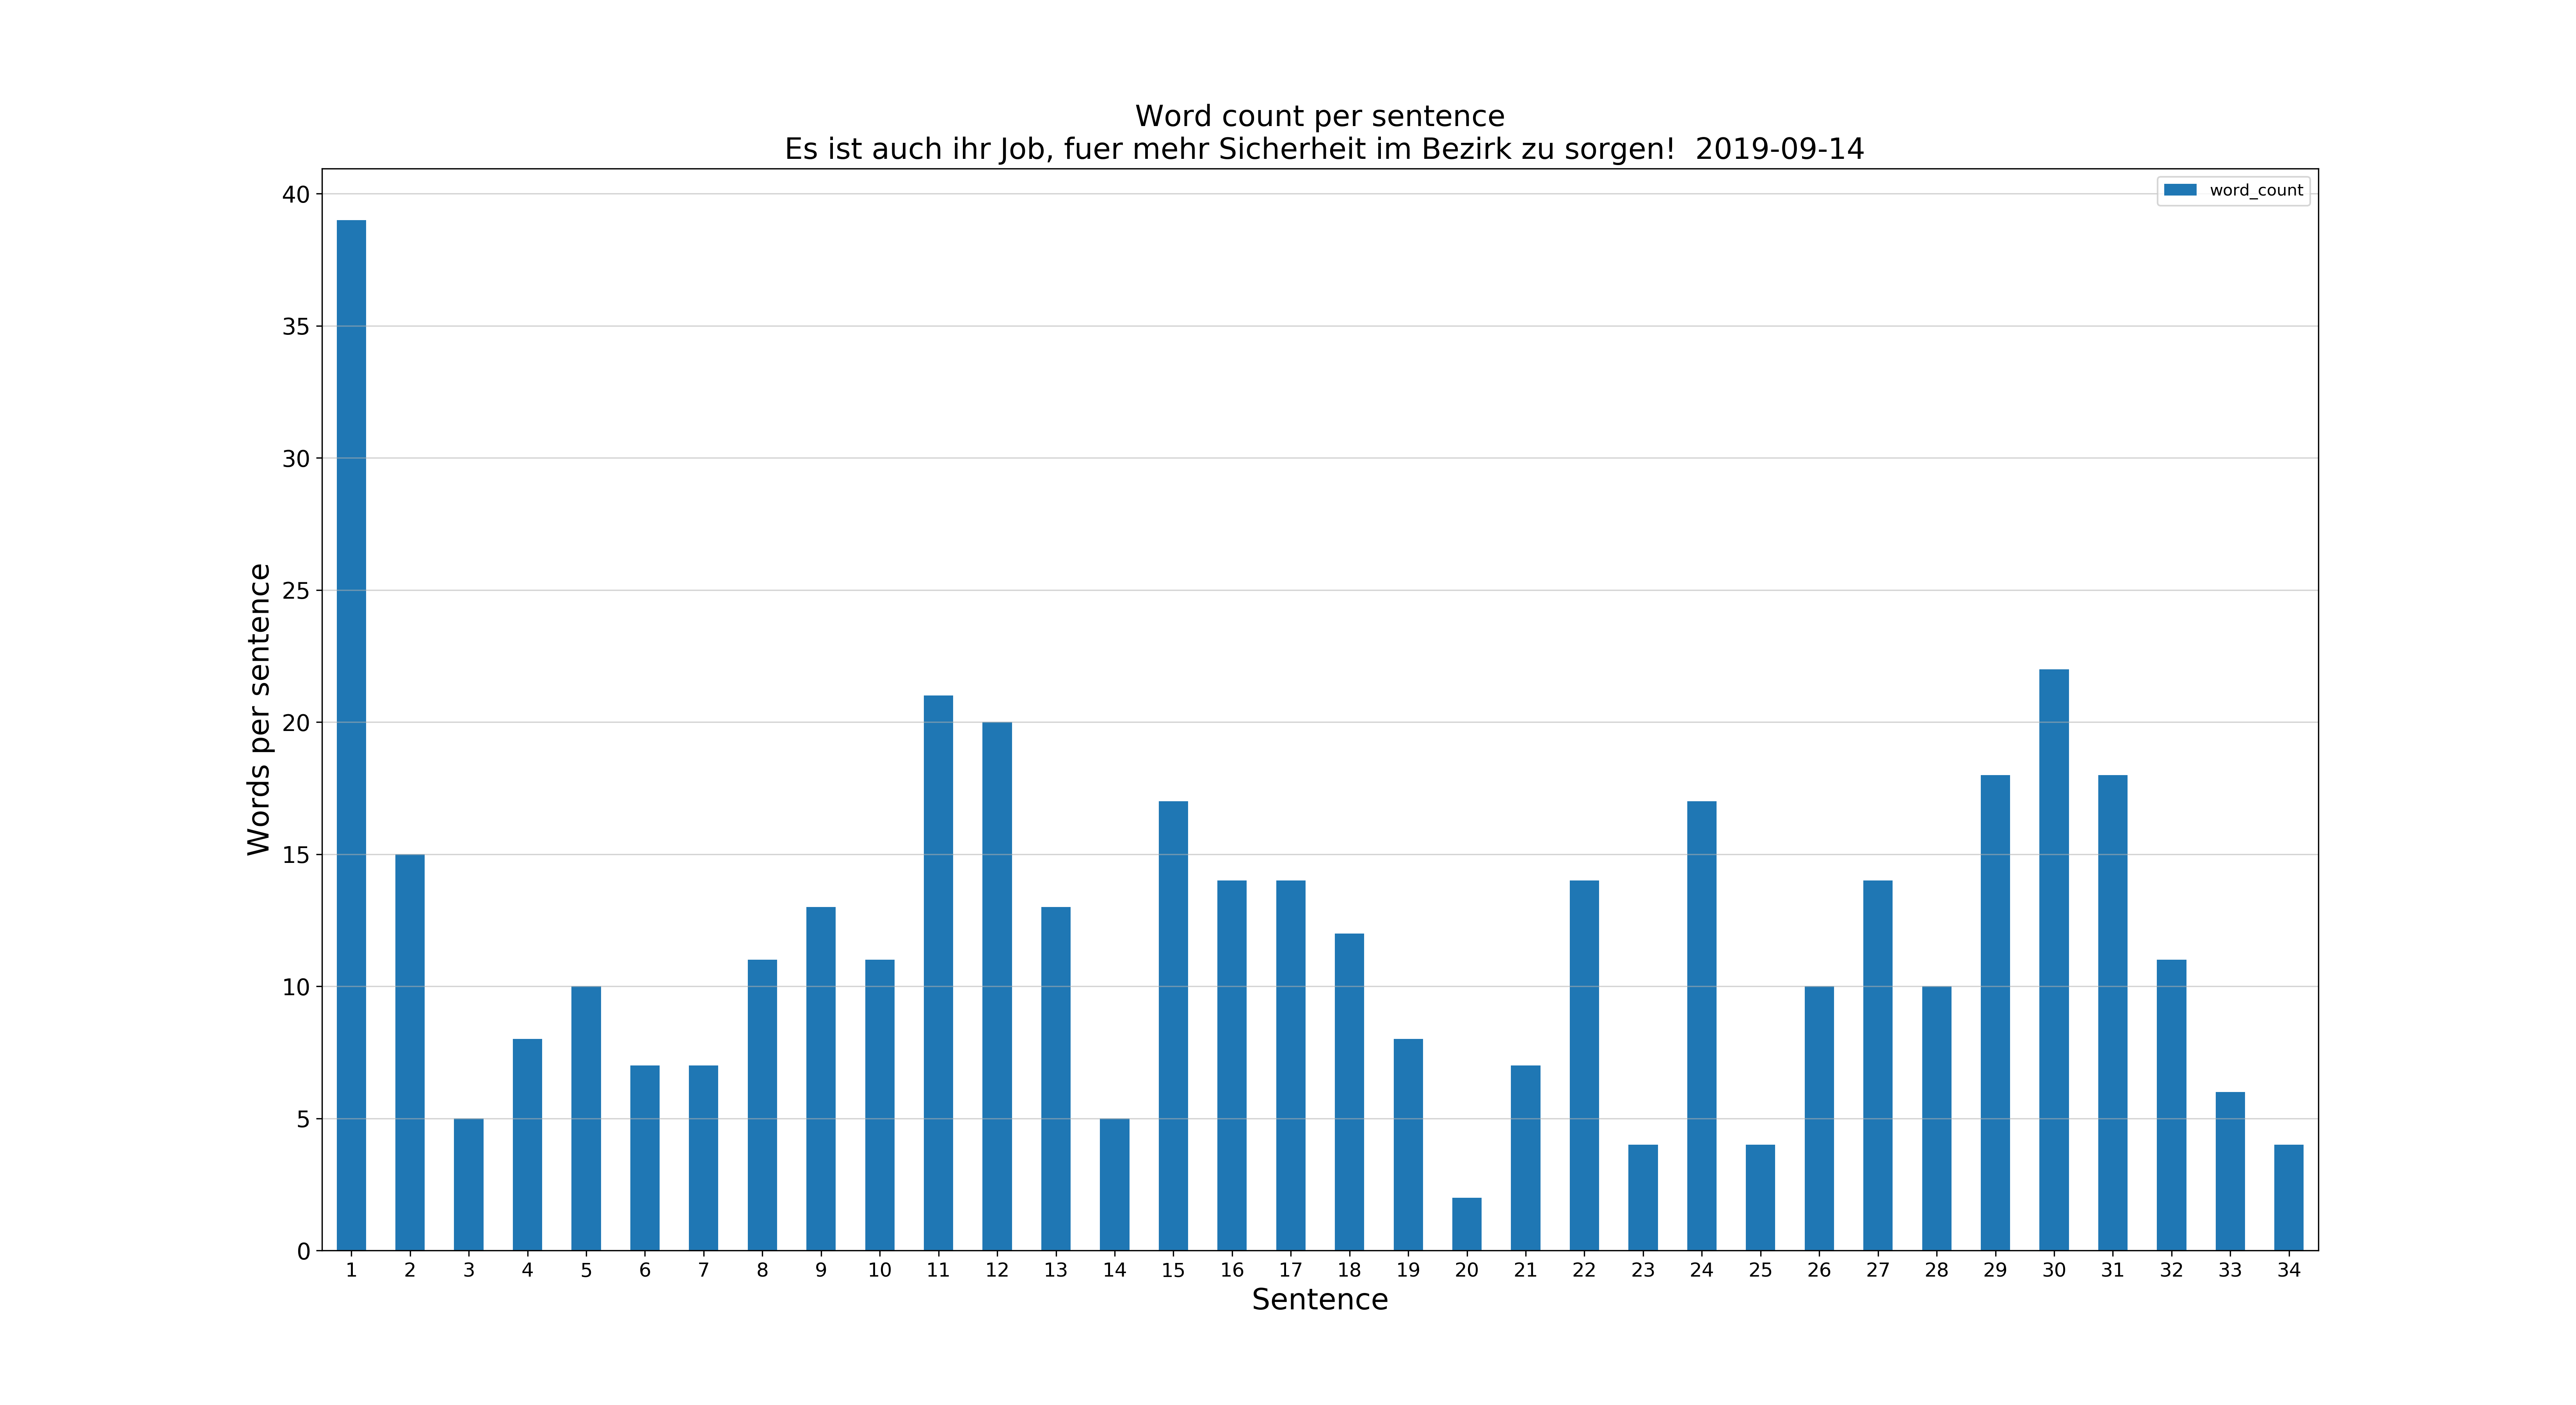 Word count per sentence
Es ist auch ihr Job, fuer mehr Sicherheit im Bezirk zu sorgen!  2019-09-14
word_count
40
35
30
25
20
15
10
5
0
Words per sentence
1 2 3 4 5 6 7 8 9 10 11 12 13 14 15 16 17 18 19 20 21 22 23 24 25 26 27 28 29 30 31 32 33 34
Sentence